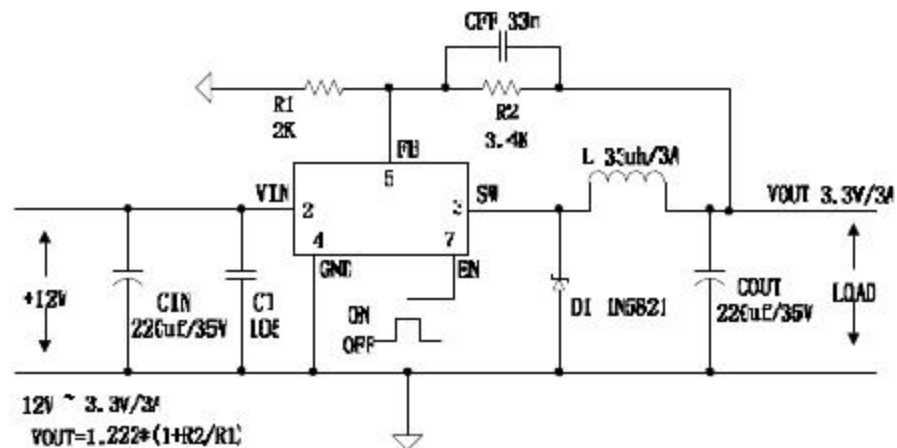 CFF 33n
R1
2K
R2
3.4K
FB
5
L 33uh/3A
VIN
2
3
SW
VOUT 3.3V/3A
4
7
GND
EN
+12V
CIN
220uf/35V
C1
105
ON
OFF
D1 IN5821
COUT
220uf/35V
LOAD
12V ~ 3.3V/3A
VOUT=1.222*(1+R2/R1)